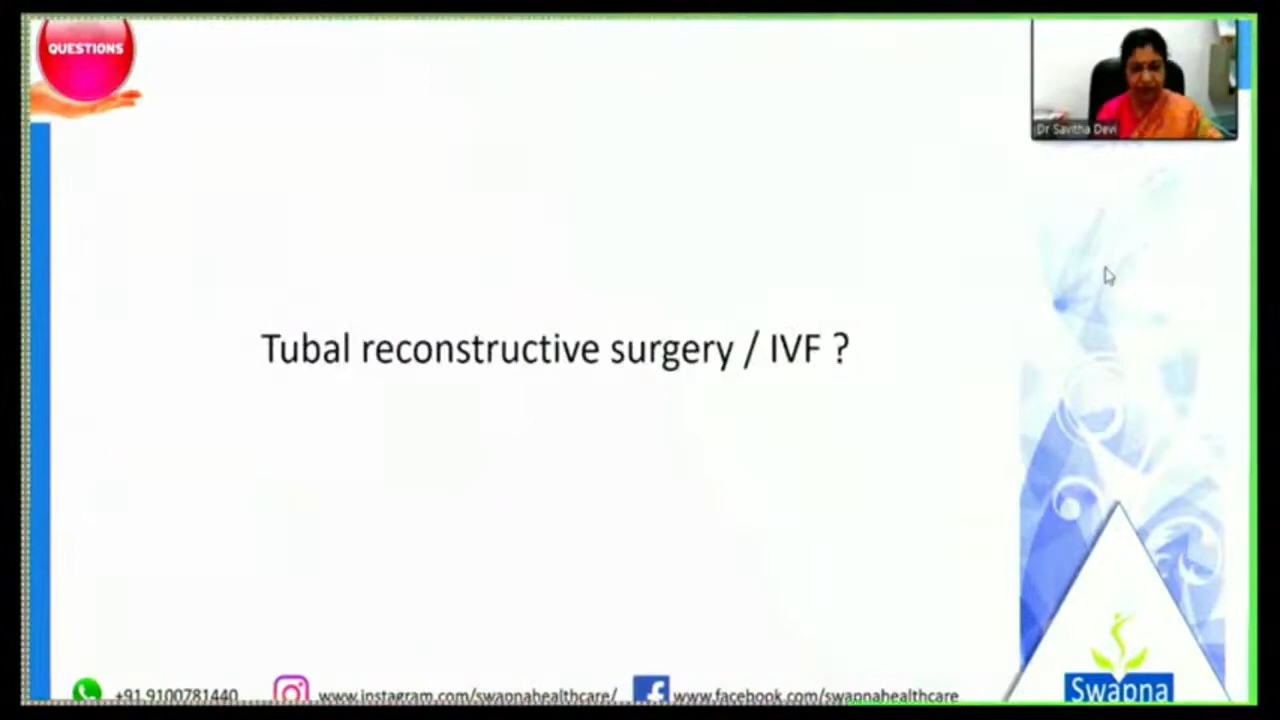 QUESTIONS
Dr Savitha Devi
Tubal reconstructive surgery / IVF ?
+91 9100781440
www.instagram.com/swapnahealthcare/
www.facebook.com/swapnahealthcare
Swapna